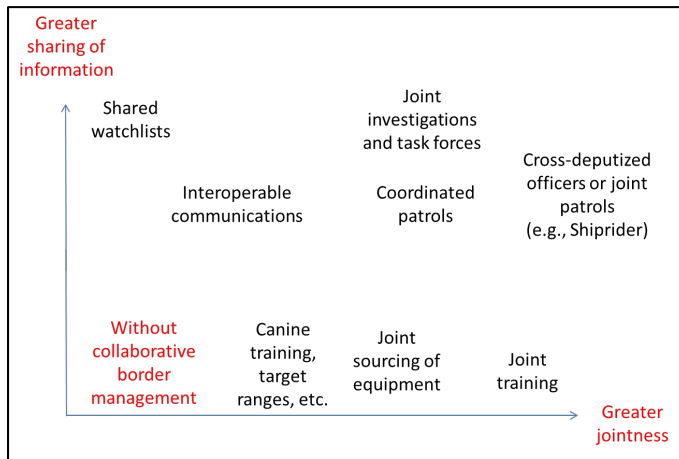 Greater
sharing of
information
Shared
watchlists
Joint
investigations
and task forces
Cross-deputized
officers or joint
patrols
(e.g., Shiprider)
Interoperable
communications
Coordinated
patrols
Without
collaborative
border
management
Canine
training,
target
ranges, etc.
Joint
sourcing of
equipment
Joint
training
Greater
jointness